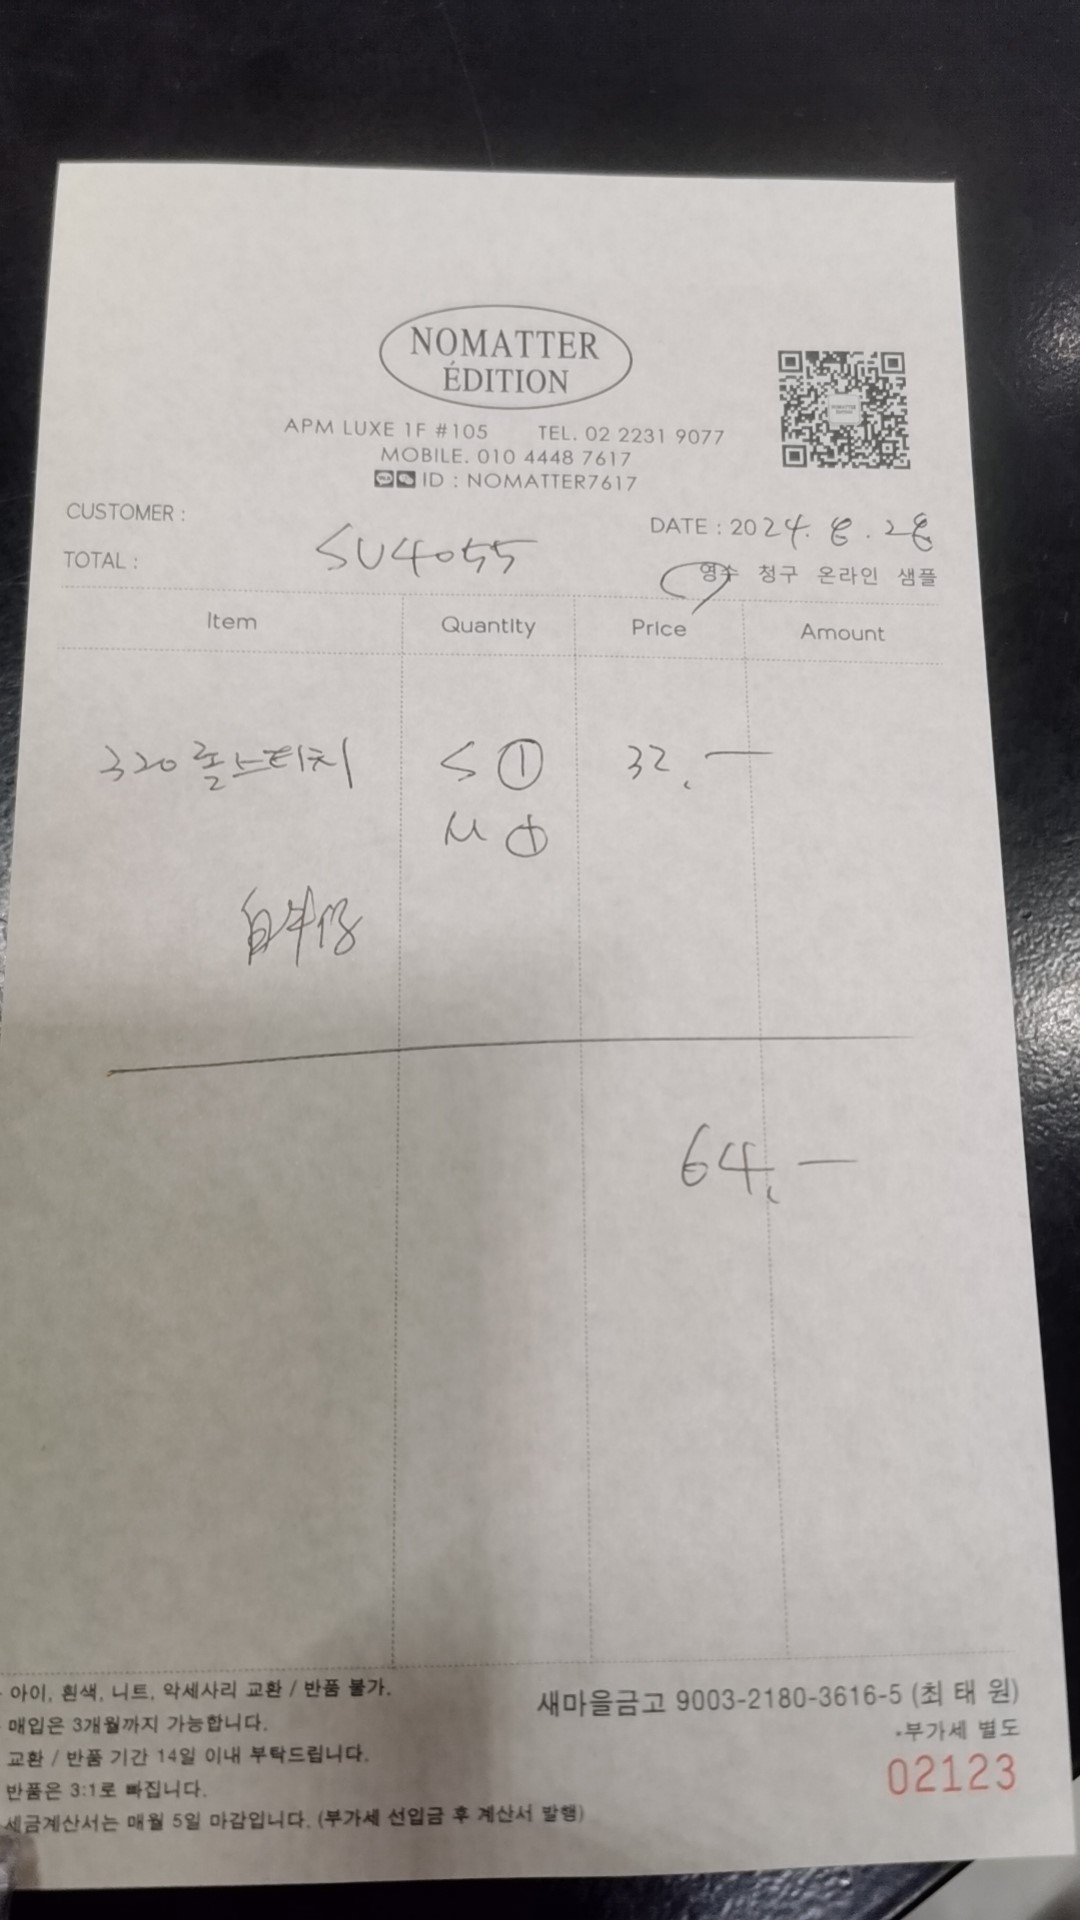 NOMATTER
ÉDITION
APM LUXE 1F #105 TEL. 02 2231 9077
MOBILE. 010 4448 7617
ID : NOMATTER7617
CUSTOMER :
DATE : 2024. 8. 28
TOTAL :
SU4055
영수 청구 온라인 샘플
Item Quantity Price Amount
320 롤스티치 S ① 32.—
M ①
白牛仔
64.—
아이, 흰색, 니트, 악세사리 교환 / 반품 불가.
매입은 3개월까지 가능합니다.
교환 / 반품 기간 14일 이내 부탁드립니다.
반품은 3:1로 빠집니다.
세금계산서는 매월 5일 마감입니다. (부가세 선입금 후 계산서 발행)
새마을금고 9003-2180-3616-5 (최 태 원)
•부가세 별도
02123